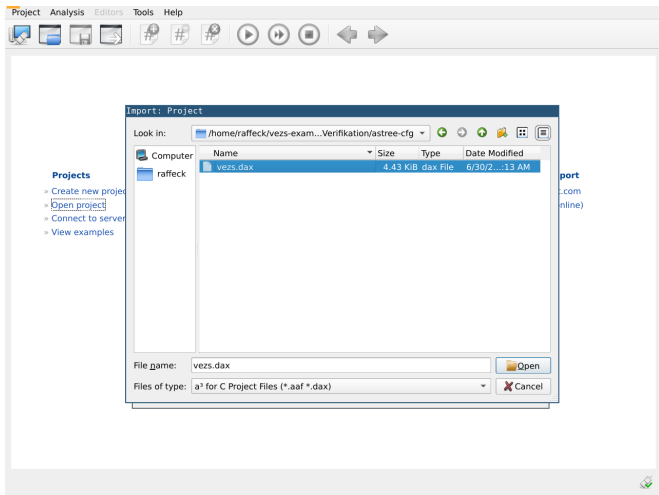 Project Analysis Editors Tools Help
Import: Project
Look in: /home/raffeck/vezs-exam...Verifikation/astree-cfg
Computer
raffeck
Name Size Type Date Modified
vezs.dax 4.43 KiB dax File 6/30/2...:13 AM
Projects
» Create new projec
» Open project
» Connect to server
» View examples
port
t.com
nline)
File name: vezs.dax Open
Files of type: a³ for C Project Files (*.aaf *.dax) Cancel